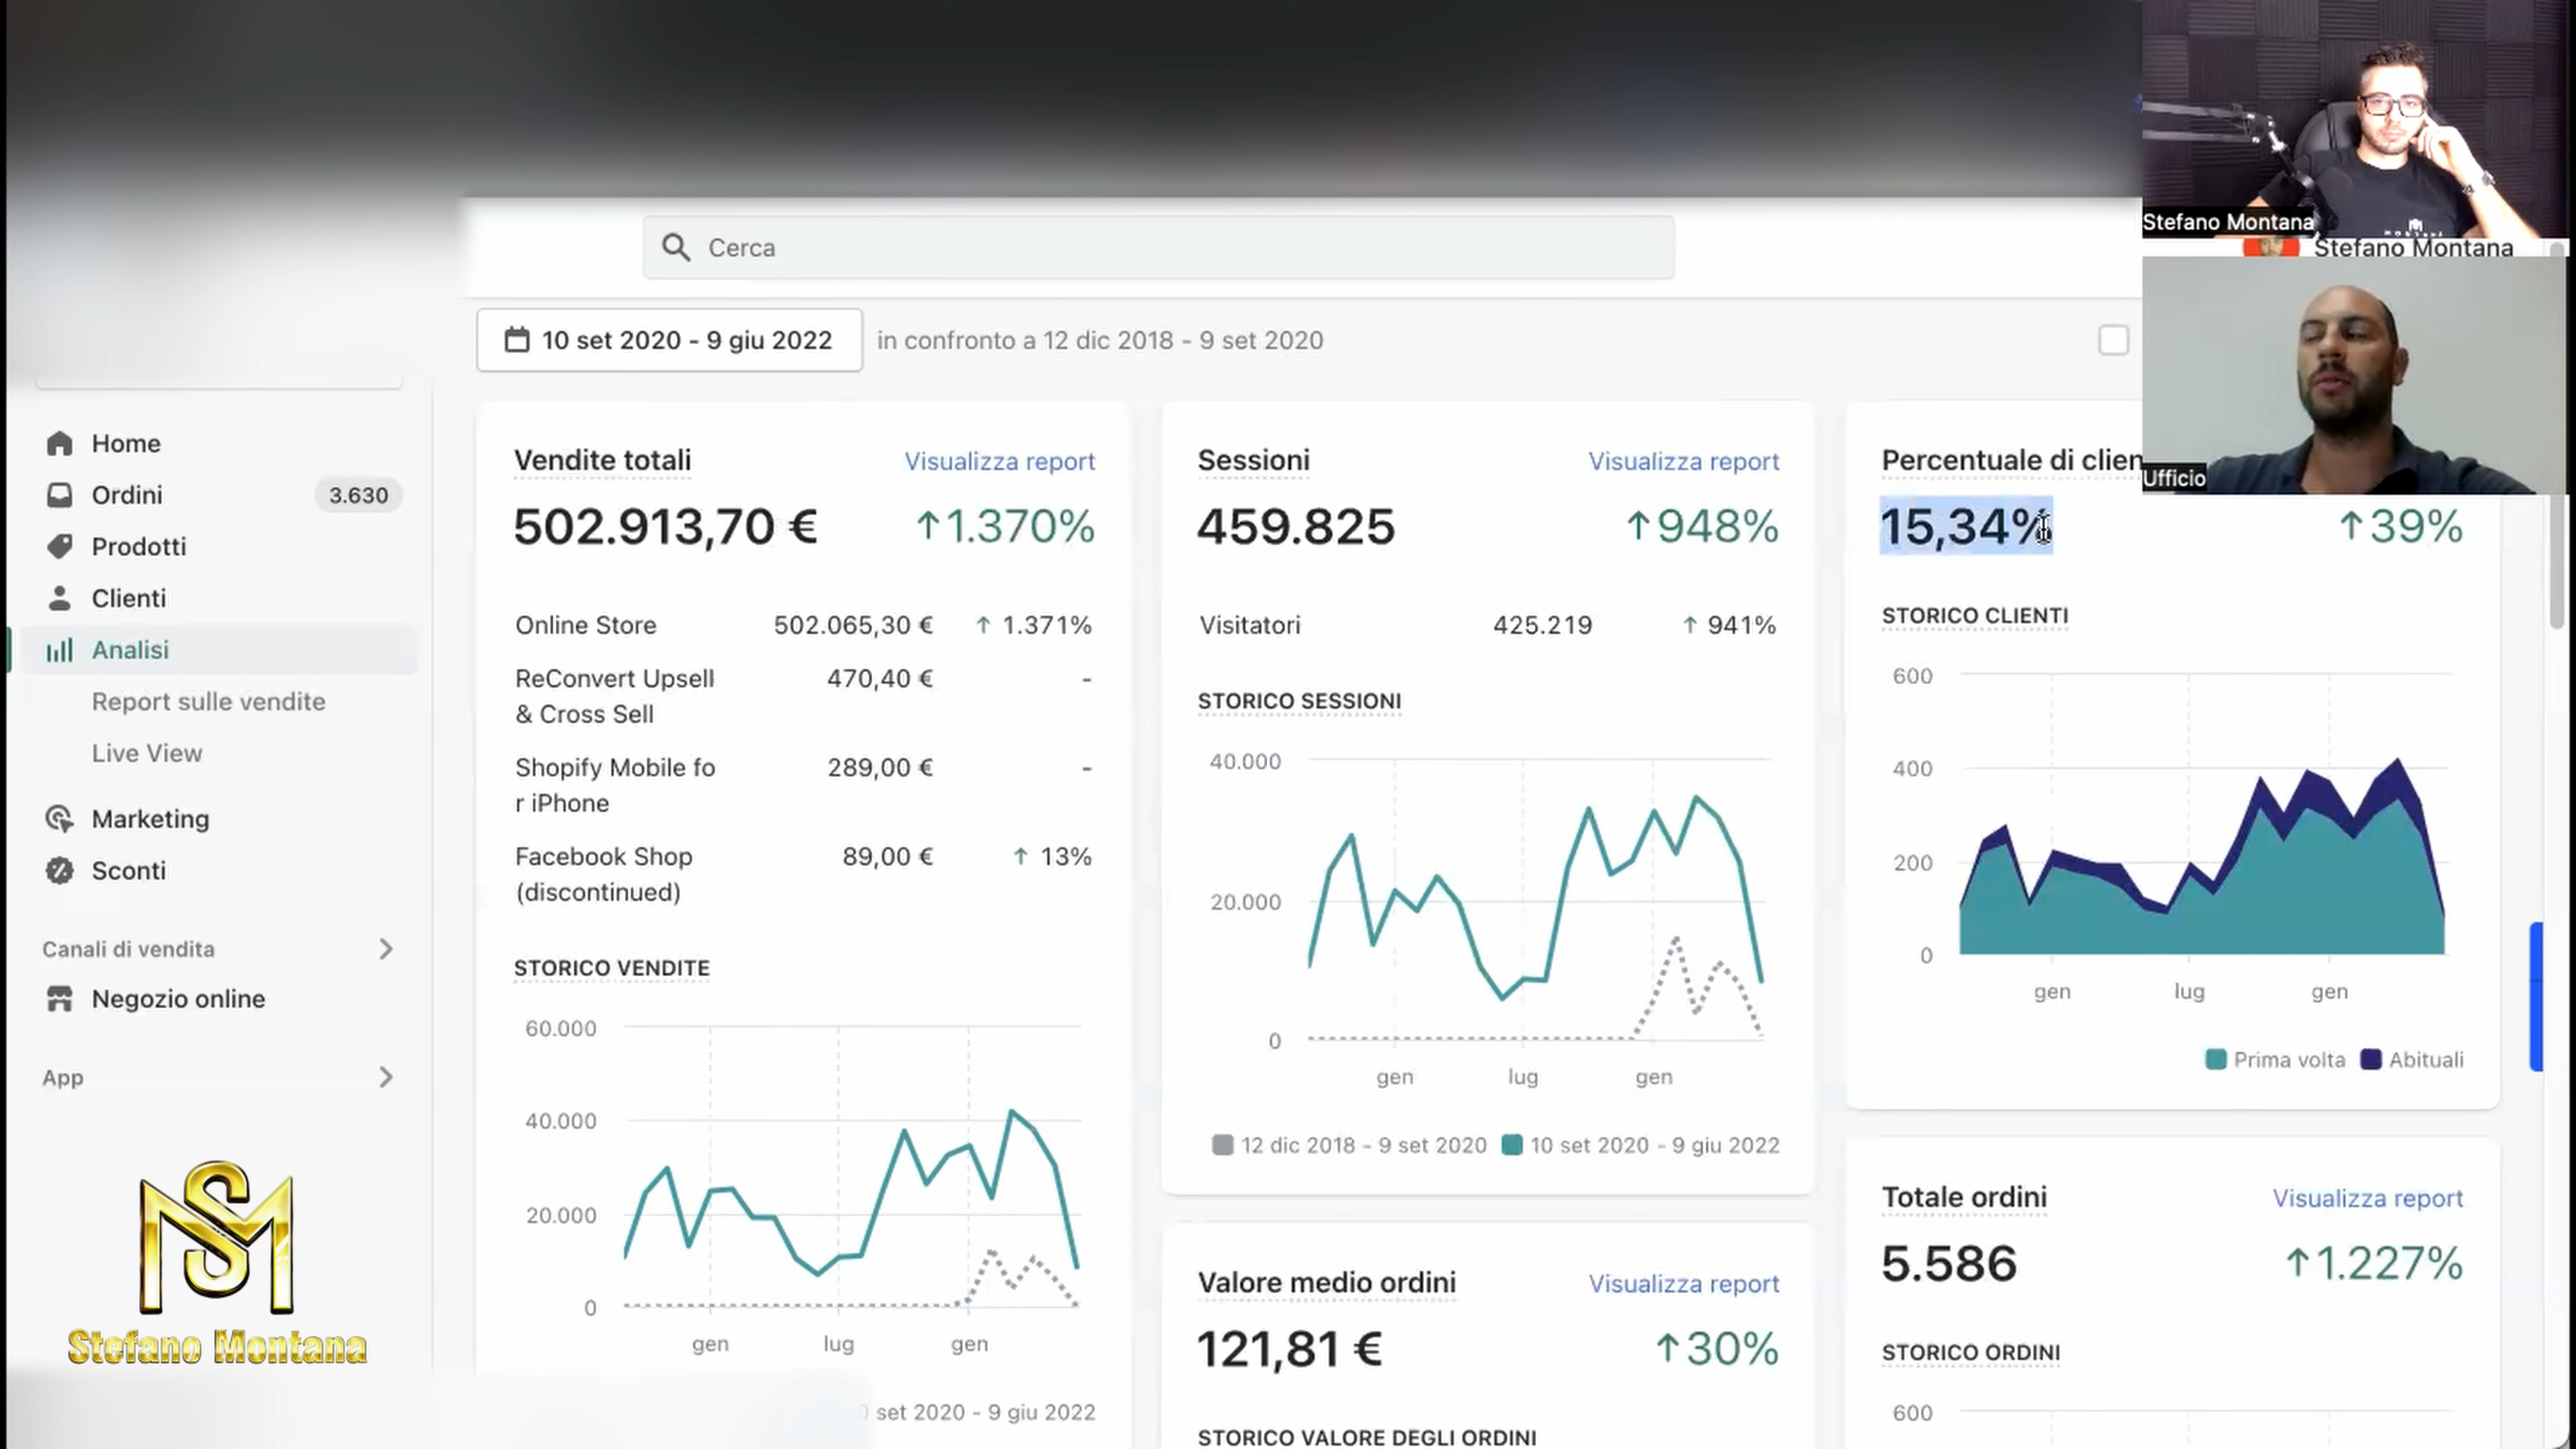 Stefano Montana
Stefano Montana
Ufficio
Cerca
10 set 2020 - 9 giu 2022
in confronto a 12 dic 2018 - 9 set 2020
Home
Ordini
3.630
Prodotti
Clienti
Analisi
Report sulle vendite
Live View
Marketing
Sconti
Canali di vendita
Negozio online
App
Stefano Montana
Vendite totali
Visualizza report
502.913,70 €
↑1.370%
Online Store 502.065,30 € ↑ 1.371%
ReConvert Upsell 470,40 € -
& Cross Sell
Shopify Mobile fo 289,00 € -
r iPhone
Facebook Shop 89,00 € ↑ 13%
(discontinued)
STORICO VENDITE
60.000
40.000
20.000
0
gen lug gen
set 2020 - 9 giu 2022
Sessioni
Visualizza report
459.825
↑948%
Visitatori 425.219 ↑ 941%
STORICO SESSIONI
40.000
20.000
0
gen lug gen
12 dic 2018 - 9 set 2020 10 set 2020 - 9 giu 2022
Valore medio ordini
Visualizza report
121,81 €
↑30%
STORICO VALORE DEGLI ORDINI
Percentuale di clien
15,34%
↑39%
STORICO CLIENTI
600
400
200
0
gen lug gen
Prima volta Abituali
Totale ordini
Visualizza report
5.586
↑1.227%
STORICO ORDINI
600